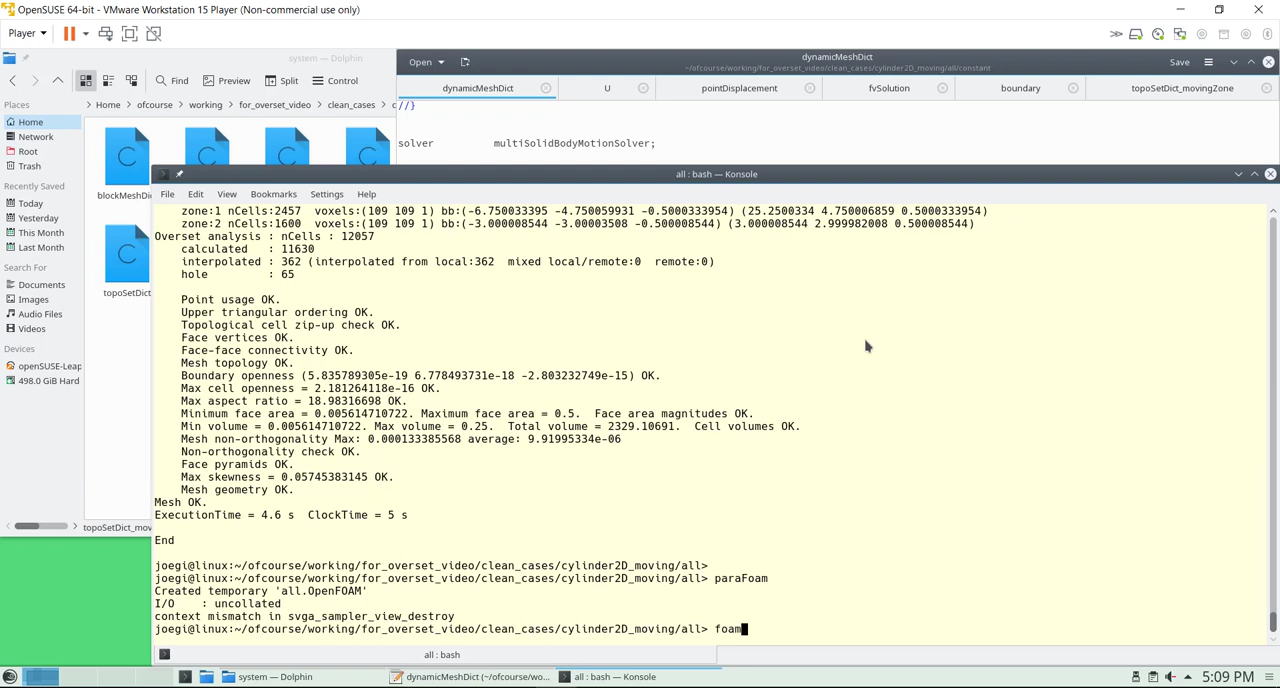 OpenSUSE 64-bit - VMware Workstation 15 Player (Non-commercial use only)
Player
system — Dolphin
Find
Preview
Split
Control
Places
Home
Network
Root
Trash
Recently Saved
Today
Yesterday
This Month
Last Month
Search For
Documents
Images
Audio Files
Videos
Devices
openSUSE-Leap
498.0 GiB Hard
Home > ofcourse > working > for_overset_video > clean_cases > c
blockMeshDic
topoSetDict
topoSetDict_mov
Open
dynamicMeshDict
~/ofcourse/working/for_overset_video/clean_cases/cylinder2D_moving/all/constant
Save
dynamicMeshDict
U
pointDisplacement
fvSolution
boundary
topoSetDict_movingZone
//}
solver multiSolidBodyMotionSolver;
all : bash — Konsole
File Edit View Bookmarks Settings Help
zone:1 nCells:2457 voxels:(109 109 1) bb:(-6.750033395 -4.750059931 -0.5000333954) (25.2500334 4.750006859 0.5000333954)
zone:2 nCells:1600 voxels:(109 109 1) bb:(-3.000008544 -3.00003508 -0.500008544) (3.000008544 2.999982008 0.500008544)
Overset analysis : nCells : 12057
calculated : 11630
interpolated : 362 (interpolated from local:362 mixed local/remote:0 remote:0)
hole : 65
Point usage OK.
Upper triangular ordering OK.
Topological cell zip-up check OK.
Face vertices OK.
Face-face connectivity OK.
Mesh topology OK.
Boundary openness (5.835789305e-19 6.778493731e-18 -2.803232749e-15) OK.
Max cell openness = 2.181264118e-16 OK.
Max aspect ratio = 18.98316698 OK.
Minimum face area = 0.005614710722. Maximum face area = 0.5. Face area magnitudes OK.
Min volume = 0.005614710722. Max volume = 0.25. Total volume = 2329.10691. Cell volumes OK.
Mesh non-orthogonality Max: 0.000133385568 average: 9.91995334e-06
Non-orthogonality check OK.
Face pyramids OK.
Max skewness = 0.05745383145 OK.
Mesh geometry OK.
Mesh OK.
ExecutionTime = 4.6 s ClockTime = 5 s
End
joegi@linux:~/ofcourse/working/for_overset_video/clean_cases/cylinder2D_moving/all>
joegi@linux:~/ofcourse/working/for_overset_video/clean_cases/cylinder2D_moving/all> paraFoam
Created temporary 'all.OpenFOAM'
I/O : uncollated
context mismatch in svga_sampler_view_destroy
joegi@linux:~/ofcourse/working/for_overset_video/clean_cases/cylinder2D_moving/all> foam
all : bash
system — Dolphin
dynamicMeshDict (~/ofcourse/wo...
all : bash — Konsole
5:09 PM